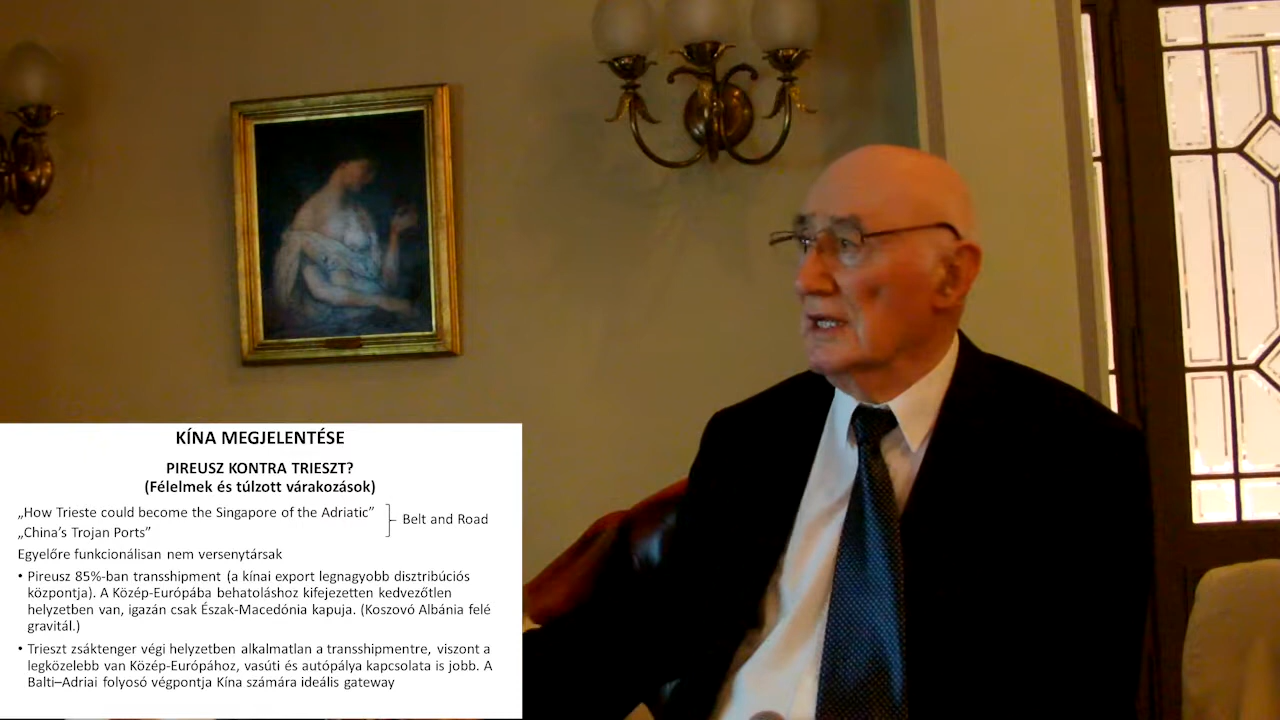 KÍNA MEGJELENTÉSE
PIREUSZ KONTRA TRIESZT?
(Félelmek és túlzott várakozások)
„How Trieste could become the Singapore of the Adriatic”
„China’s Trojan Ports”
Belt and Road
Egyelőre funkcionálisan nem versenytársak
• Pireusz 85%-ban transshipment (a kínai export legnagyobb disztribúciós
központja). A Közép-Európába behatoláshoz kifejezetten kedvezőtlen
helyzetben van, igazán csak Észak-Macedónia kapuja. (Koszovó Albánia felé
gravitál.)
• Trieszt zsáktenger végi helyzetben alkalmatlan a transshipmentre, viszont a
legközelebb van Közép-Európához, vasúti és autópálya kapcsolata is jobb. A
Balti–Adriai folyosó végpontja Kína számára ideális gateway